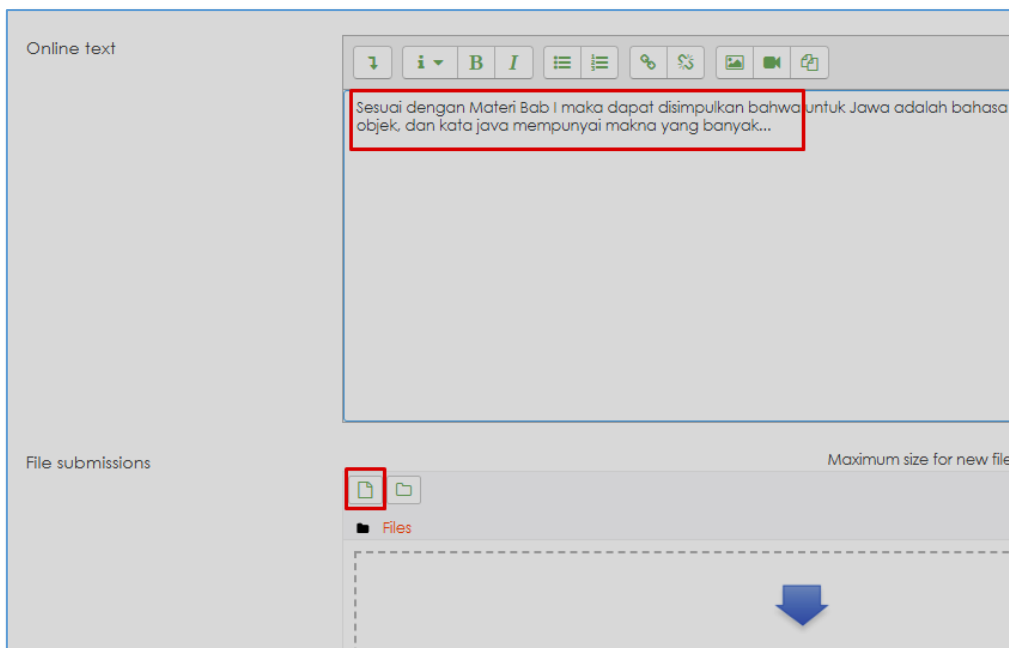 Online text
i B I
Sesuai dengan Materi Bab I maka dapat disimpulkan bahwa untuk Jawa adalah bahasa
objek, dan kata java mempunyai makna yang banyak...
File submissions
Maximum size for new file
Files